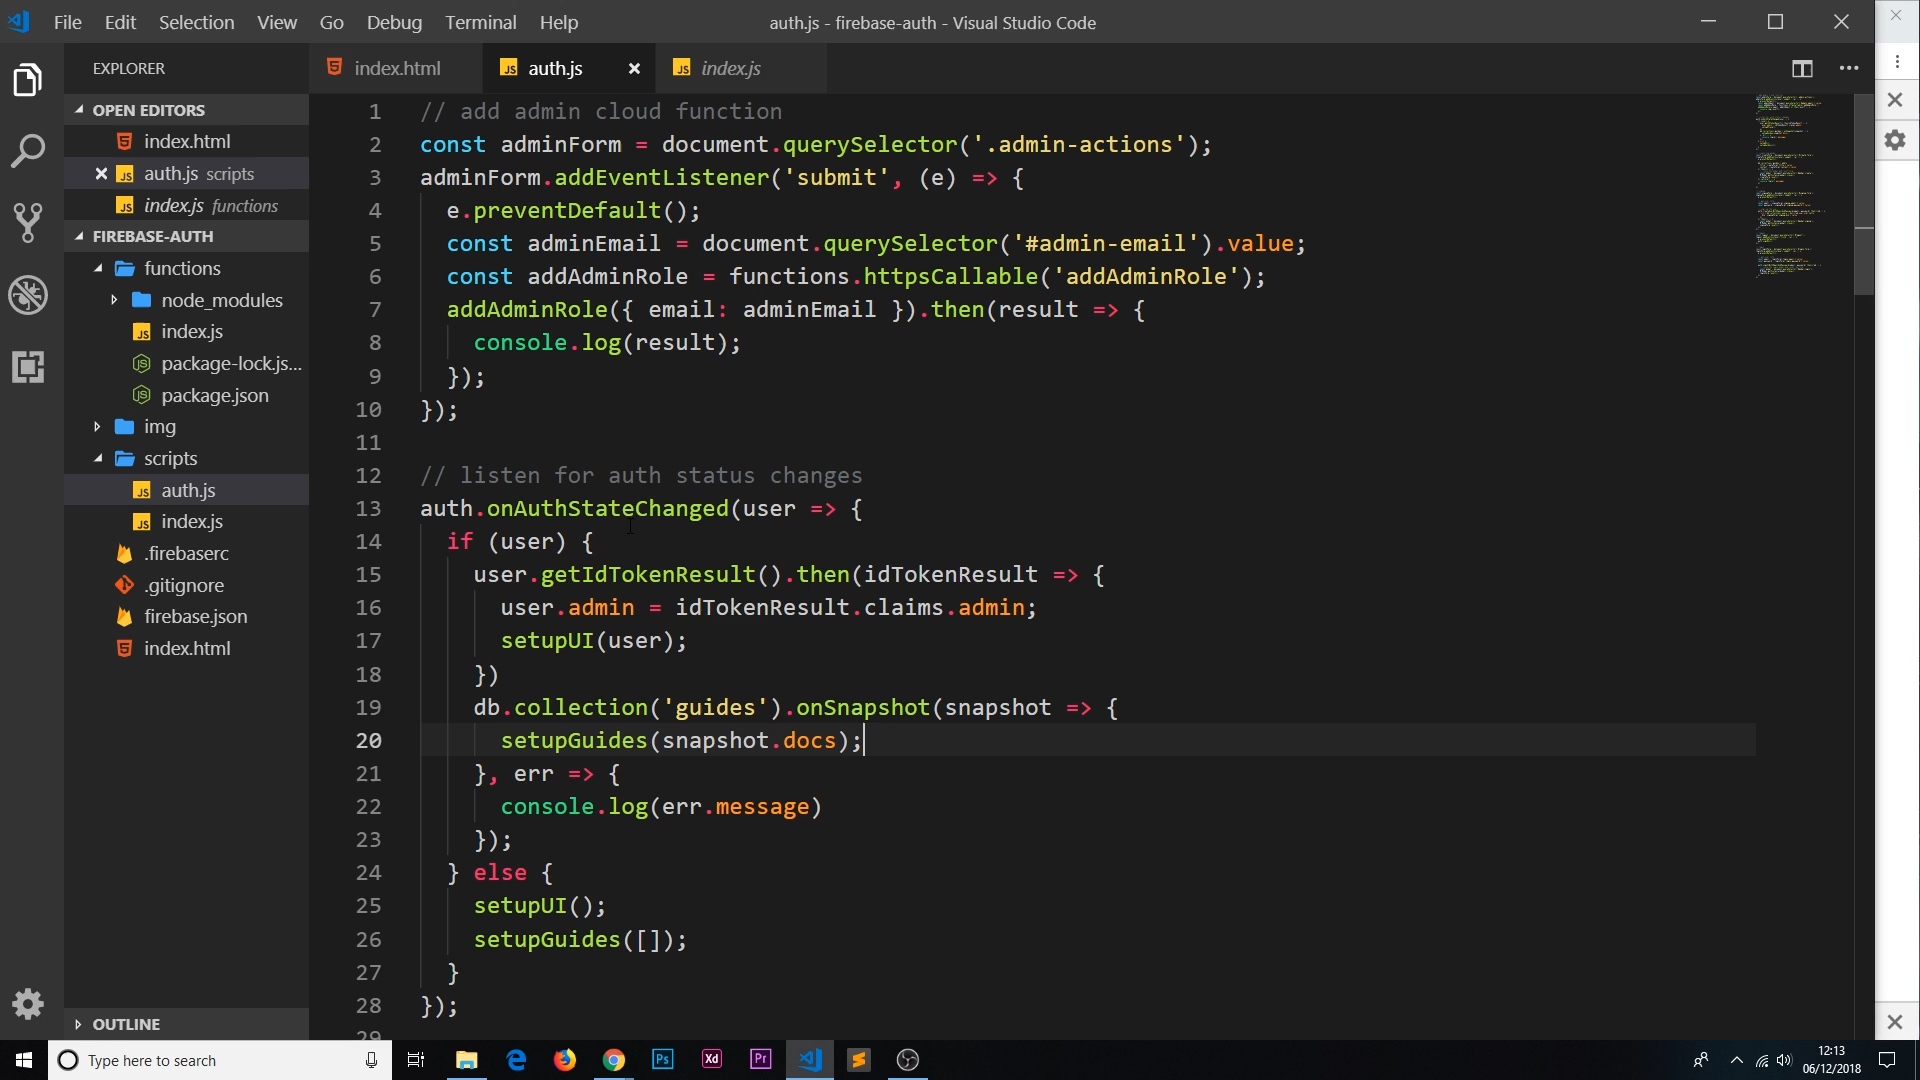 File Edit Selection View Go Debug Terminal Help
auth.js - firebase-auth - Visual Studio Code
EXPLORER
index.html
auth.js
index.js
OPEN EDITORS
index.html
auth.js scripts
index.js functions
FIREBASE-AUTH
functions
node_modules
index.js
package-lock.js...
package.json
img
scripts
auth.js
index.js
.firebaserc
.gitignore
firebase.json
index.html
OUTLINE
1 // add admin cloud function
2 const adminForm = document.querySelector('.admin-actions');
3 adminForm.addEventListener('submit', (e) => {
4 e.preventDefault();
5 const adminEmail = document.querySelector('#admin-email').value;
6 const addAdminRole = functions.httpsCallable('addAdminRole');
7 addAdminRole({ email: adminEmail }).then(result => {
8 console.log(result);
9 });
10 });
11
12 // listen for auth status changes
13 auth.onAuthStateChanged(user => {
14 if (user) {
15 user.getIdTokenResult().then(idTokenResult => {
16 user.admin = idTokenResult.claims.admin;
17 setupUI(user);
18 })
19 db.collection('guides').onSnapshot(snapshot => {
20 setupGuides(snapshot.docs);
21 }, err => {
22 console.log(err.message)
23 });
24 } else {
25 setupUI();
26 setupGuides([]);
27 }
28 });
29
Type here to search
12:13
06/12/2018